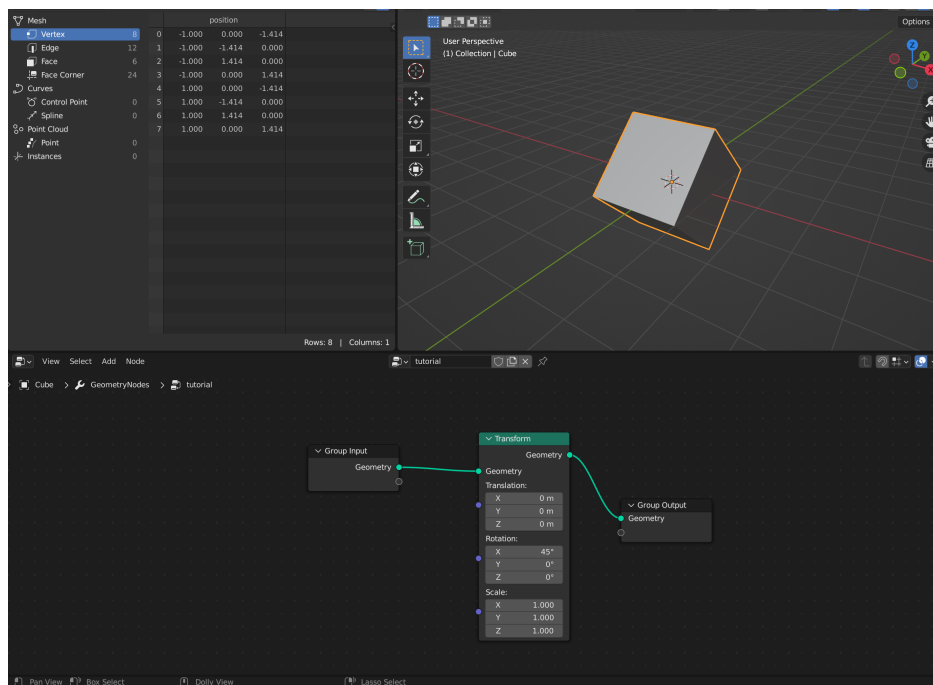 Mesh
position
Vertex 8
0 -1.000 0.000 -1.414
Edge 12
1 -1.000 -1.414 0.000
Face 6
2 -1.000 1.414 0.000
Face Corner 24
3 -1.000 0.000 1.414
Curves
4 1.000 0.000 -1.414
Control Point 0
5 1.000 -1.414 0.000
Spline 0
6 1.000 1.414 0.000
Point Cloud
7 1.000 0.000 1.414
Point 0
Instances 0
Rows: 8 | Columns: 1
Options
User Perspective
(1) Collection | Cube
Z
Y
X
View Select Add Node
tutorial
Cube > GeometryNodes > tutorial
Group Input
Geometry
Transform
Geometry
Geometry
Translation:
X 0 m
Y 0 m
Z 0 m
Rotation:
X 45°
Y 0°
Z 0°
Scale:
X 1.000
Y 1.000
Z 1.000
Group Output
Geometry
Pan View Box Select Dolly View Lasso Select